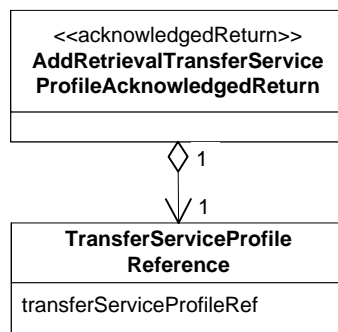 <<acknowledgedReturn>>
AddRetrievalTransferService
ProfileAcknowledgedReturn
1
1
TransferServiceProfile
Reference
transferServiceProfileRef